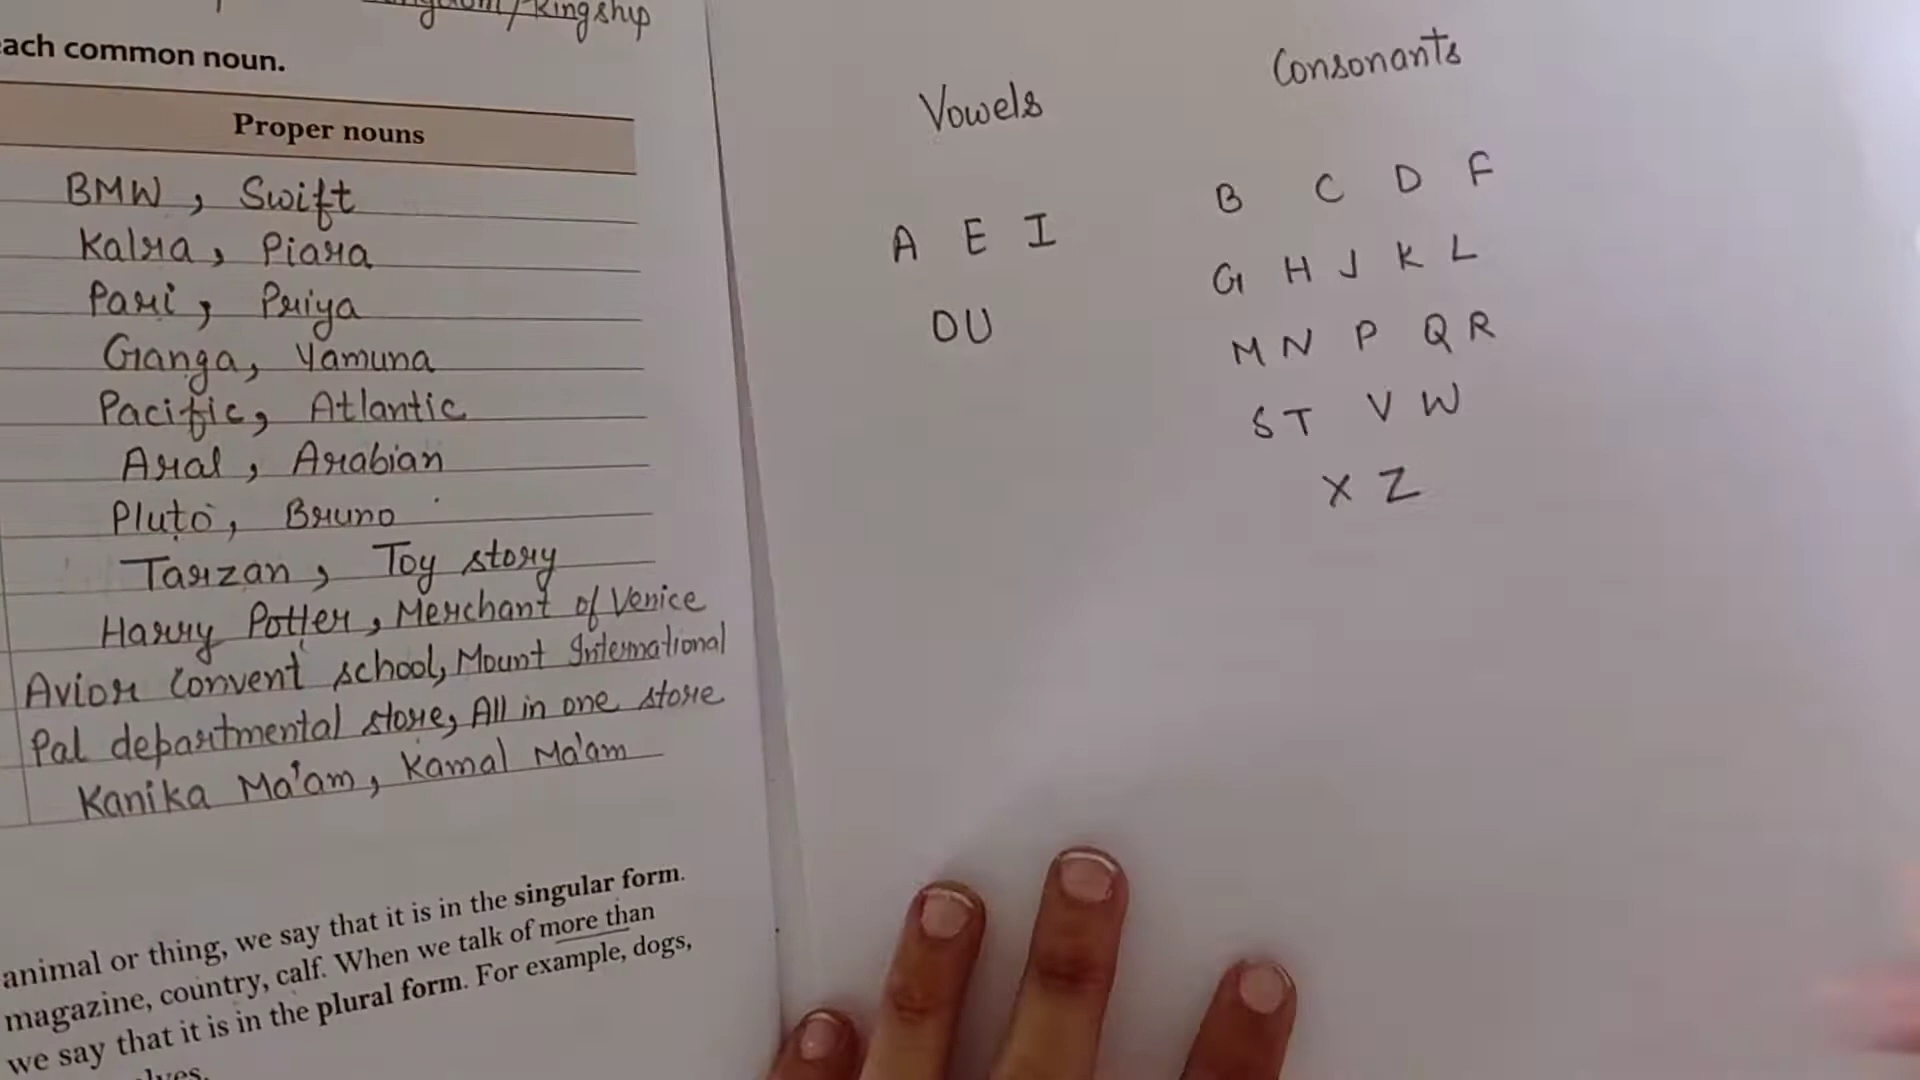 Kingship
each common noun.
Proper nouns
BMW, Swift
Kalra, Piara
Pari, Priya
Ganga, Yamuna
Pacific, Atlantic
Aral, Arabian
Pluto, Bruno
Tarzan, Toy story
Harry Potter, Merchant of Venice
Avior Convent school, Mount International
Pal departmental store, All in one store
Kanika Ma'am, Kamal Ma'am
animal or thing, we say that it is in the singular form.
magazine, country, calf. When we talk of more than
we say that it is in the plural form. For example, dogs,
Vowels
A E I
O U
Consonants
B C D F
G H J K L
M N P Q R
S T V W
X Z